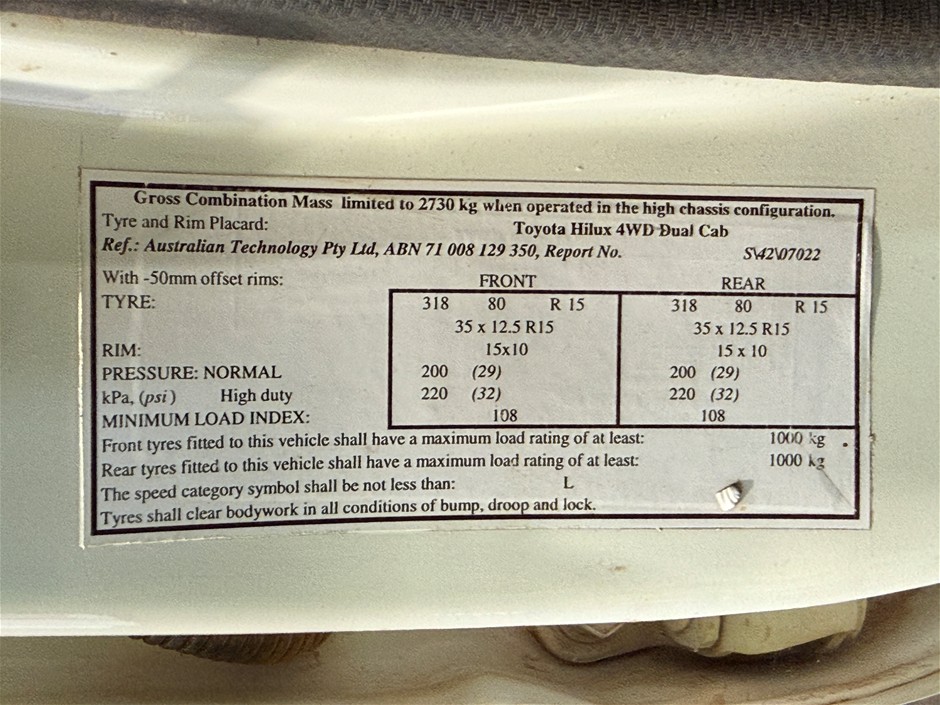 Gross Combination Mass limited to 2730 kg when operated in the high chassis configuration.
Tyre and Rim Placard: Toyota Hilux 4WD Dual Cab
Ref.: Australian Technology Pty Ltd, ABN 71 008 129 350, Report No. S\42\07022
With -50mm offset rims: FRONT REAR
TYRE: 318 80 R 15 318 80 R 15
35 x 12.5 R15 35 x 12.5 R15
RIM: 15x10 15 x 10
PRESSURE: NORMAL 200 (29) 200 (29)
kPa, (psi) High duty 220 (32) 220 (32)
MINIMUM LOAD INDEX: 108 108
Front tyres fitted to this vehicle shall have a maximum load rating of at least: 1000 kg
Rear tyres fitted to this vehicle shall have a maximum load rating of at least: 1000 kg
The speed category symbol shall be not less than: L
Tyres shall clear bodywork in all conditions of bump, droop and lock.